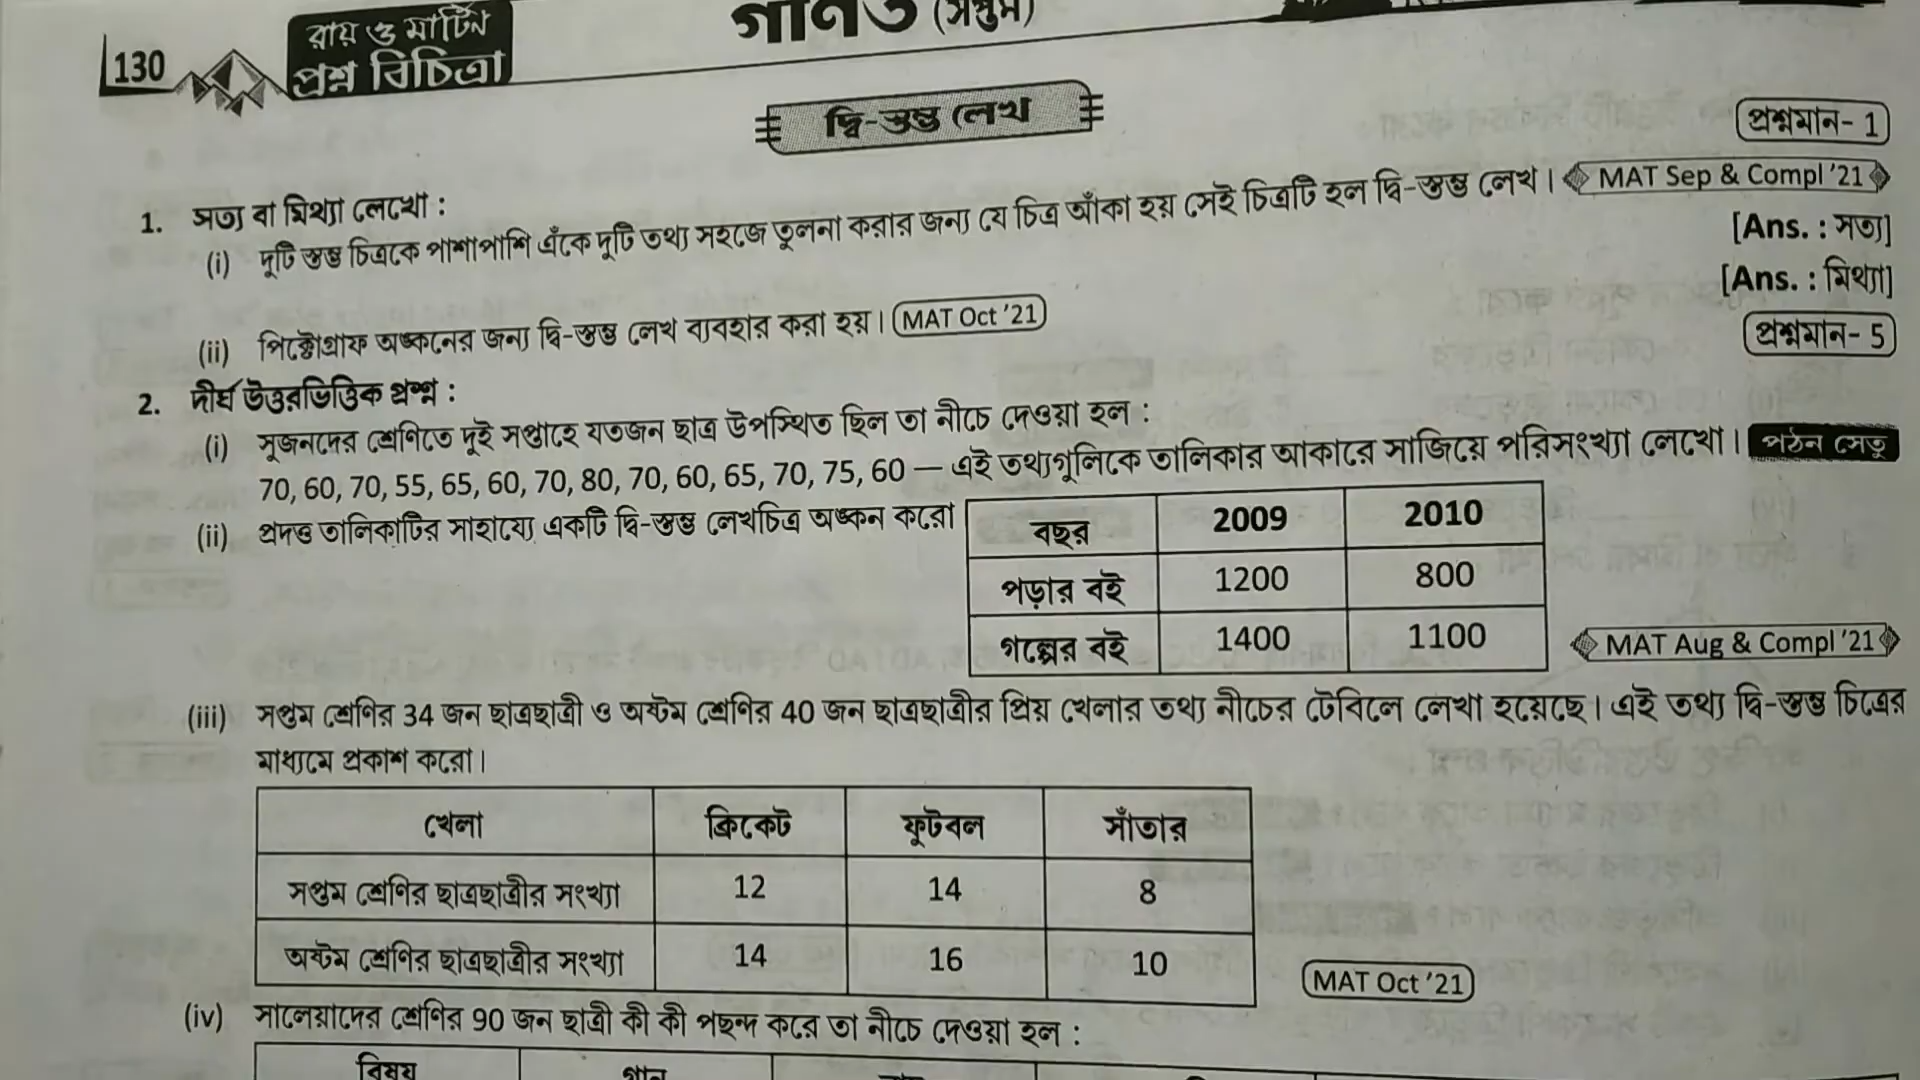 130
রায় ও মার্টিন
প্রশ্ন বিচিত্রা
গণিত (সপ্তম)
দ্বি-স্তম্ভ লেখ
প্রশ্নমান- 1
1. সত্য বা মিথ্যা লেখো :
(i) দুটি স্তম্ভ চিত্রকে পাশাপাশি এঁকে দুটি তথ্য সহজে তুলনা করার জন্য যে চিত্র আঁকা হয় সেই চিত্রটি হল দ্বি-স্তম্ভ লেখ। MAT Sep & Compl '21
[Ans. : সত্য]
(ii) পিক্টোগ্রাফ অঙ্কনের জন্য দ্বি-স্তম্ভ লেখ ব্যবহার করা হয়। MAT Oct '21
[Ans. : মিথ্যা]
2. দীর্ঘ উত্তরভিত্তিক প্রশ্ন :
প্রশ্নমান- 5
(i) সুজনদের শ্রেণিতে দুই সপ্তাহে যতজন ছাত্র উপস্থিত ছিল তা নীচে দেওয়া হল :
70, 60, 70, 55, 65, 60, 70, 80, 70, 60, 65, 70, 75, 60 — এই তথ্যগুলিকে তালিকার আকারে সাজিয়ে পরিসংখ্যা লেখো। পঠন সেতু
(ii) প্রদত্ত তালিকাটির সাহায্যে একটি দ্বি-স্তম্ভ লেখচিত্র অঙ্কন করো
বছর 2009 2010
পড়ার বই 1200 800
গল্পের বই 1400 1100
MAT Aug & Compl '21
(iii) সপ্তম শ্রেণির 34 জন ছাত্রছাত্রী ও অষ্টম শ্রেণির 40 জন ছাত্রছাত্রীর প্রিয় খেলার তথ্য নীচের টেবিলে লেখা হয়েছে। এই তথ্য দ্বি-স্তম্ভ চিত্রের
মাধ্যমে প্রকাশ করো।
খেলা ক্রিকেট ফুটবল সাঁতার
সপ্তম শ্রেণির ছাত্রছাত্রীর সংখ্যা 12 14 8
অষ্টম শ্রেণির ছাত্রছাত্রীর সংখ্যা 14 16 10
MAT Oct '21
(iv) সালেয়াদের শ্রেণির 90 জন ছাত্রী কী কী পছন্দ করে তা নীচে দেওয়া হল :
বিষয় গান